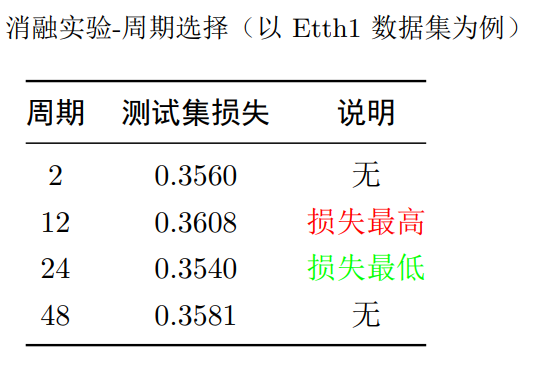 消融实验-周期选择（以 Etth1 数据集为例）
周期 测试集损失 说明
2 0.3560 无
12 0.3608 损失最高
24 0.3540 损失最低
48 0.3581 无